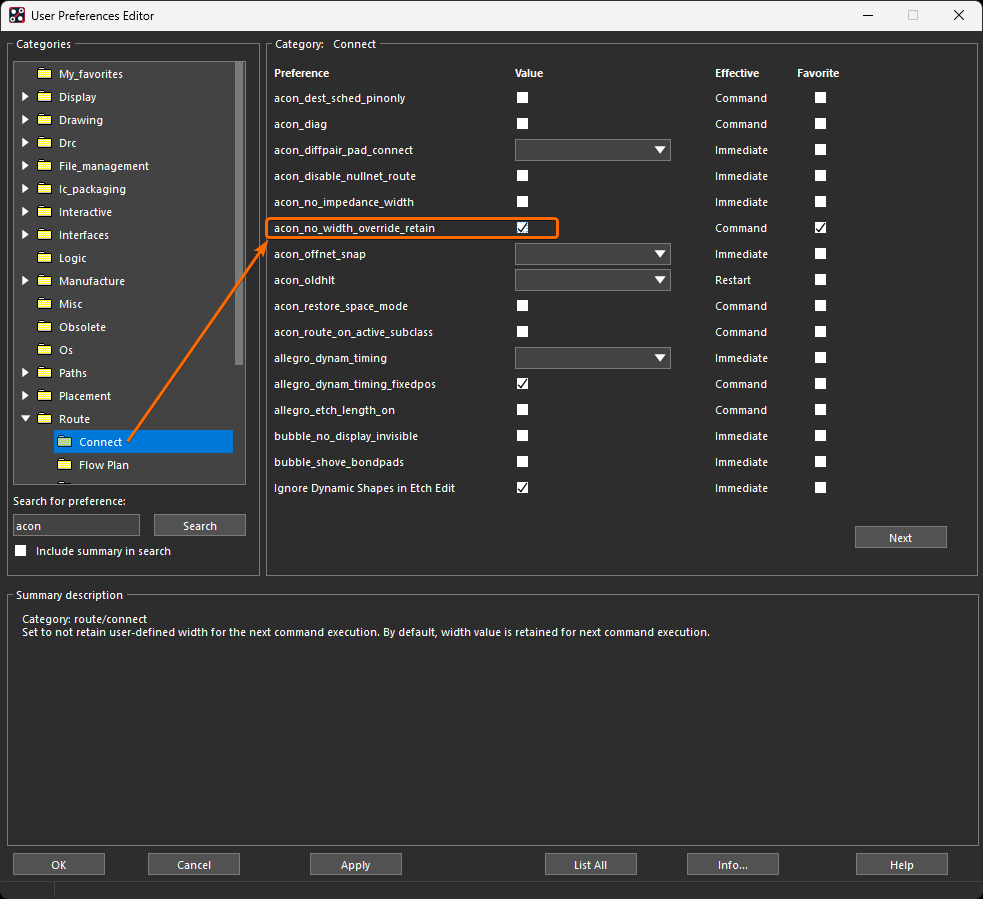 User Preferences Editor
Categories
My_favorites
Display
Drawing
Drc
File_management
Ic_packaging
Interactive
Interfaces
Logic
Manufacture
Misc
Obsolete
Os
Paths
Placement
Route
Connect
Flow Plan
Search for preference:
acon
Search
Include summary in search
Category: Connect
Preference Value Effective Favorite
acon_dest_sched_pinonly Command
acon_diag Command
acon_diffpair_pad_connect Immediate
acon_disable_nullnet_route Immediate
acon_no_impedance_width Immediate
acon_no_width_override_retain Command
acon_offnet_snap Immediate
acon_oldhlt Restart
acon_restore_space_mode Command
acon_route_on_active_subclass Command
allegro_dynam_timing Immediate
allegro_dynam_timing_fixedpos Command
allegro_etch_length_on Command
bubble_no_display_invisible Immediate
bubble_shove_bondpads Immediate
Ignore Dynamic Shapes in Etch Edit Immediate
Next
Summary description
Category: route/connect
Set to not retain user-defined width for the next command execution. By default, width value is retained for next command execution.
OK Cancel Apply List All Info... Help